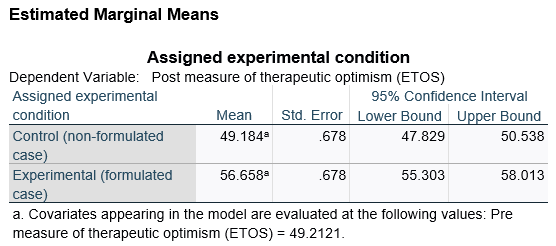 Estimated Marginal Means
Assigned experimental condition
Dependent Variable: Post measure of therapeutic optimism (ETOS)
Assigned experimental 95% Confidence Interval
condition Mean Std. Error Lower Bound Upper Bound
Control (non-formulated 49.184a .678 47.829 50.538
case)
Experimental (formulated 56.658a .678 55.303 58.013
case)
a. Covariates appearing in the model are evaluated at the following values: Pre
measure of therapeutic optimism (ETOS) = 49.2121.